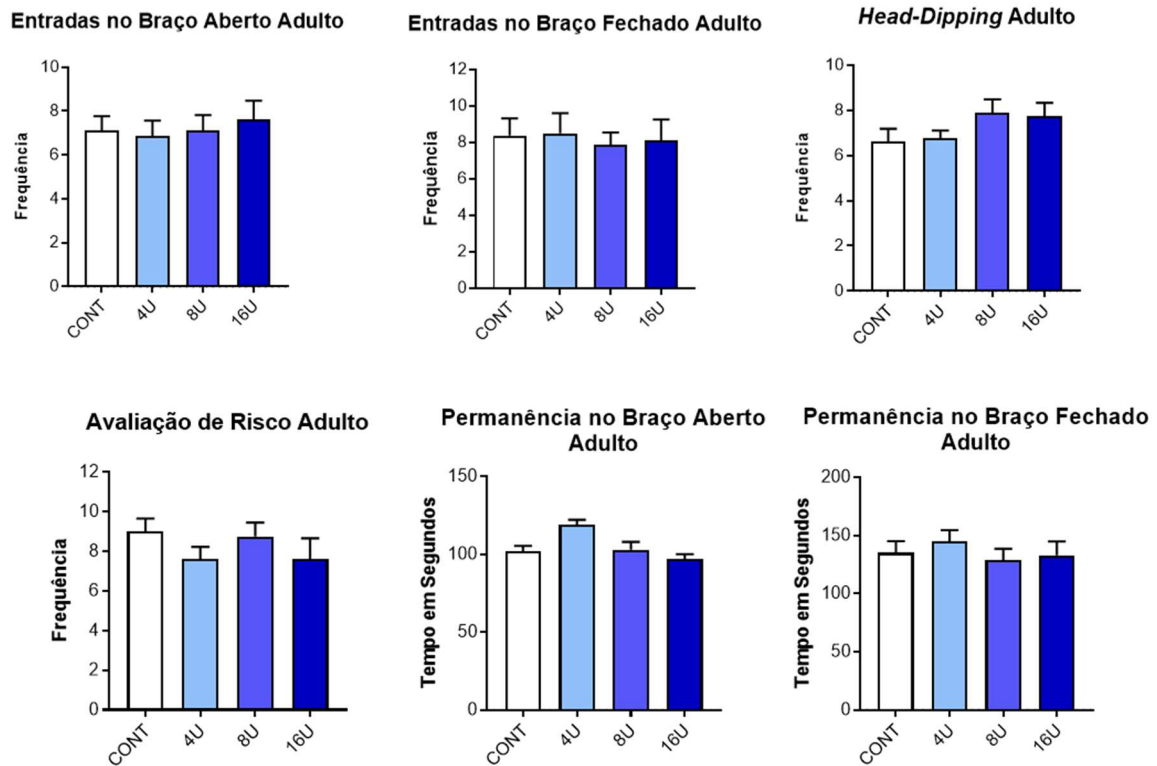 Entradas no Braço Aberto Adulto
10
8
6
4
2
0
Frequência
CONT
4U
8U
16U
Entradas no Braço Fechado Adulto
12
10
8
6
4
2
0
Frequência
CONT
4U
8U
16U
Head-Dipping Adulto
10
8
6
4
2
0
Frequência
CONT
4U
8U
16U
Avaliação de Risco Adulto
12
10
8
6
4
2
0
Frequência
CONT
4U
8U
16U
Permanência no Braço Aberto
Adulto
150
100
50
0
Tempo em Segundos
CONT
4U
8U
16U
Permanência no Braço Fechado
Adulto
200
150
100
50
0
Tempo em Segundos
CONT
4U
8U
16U